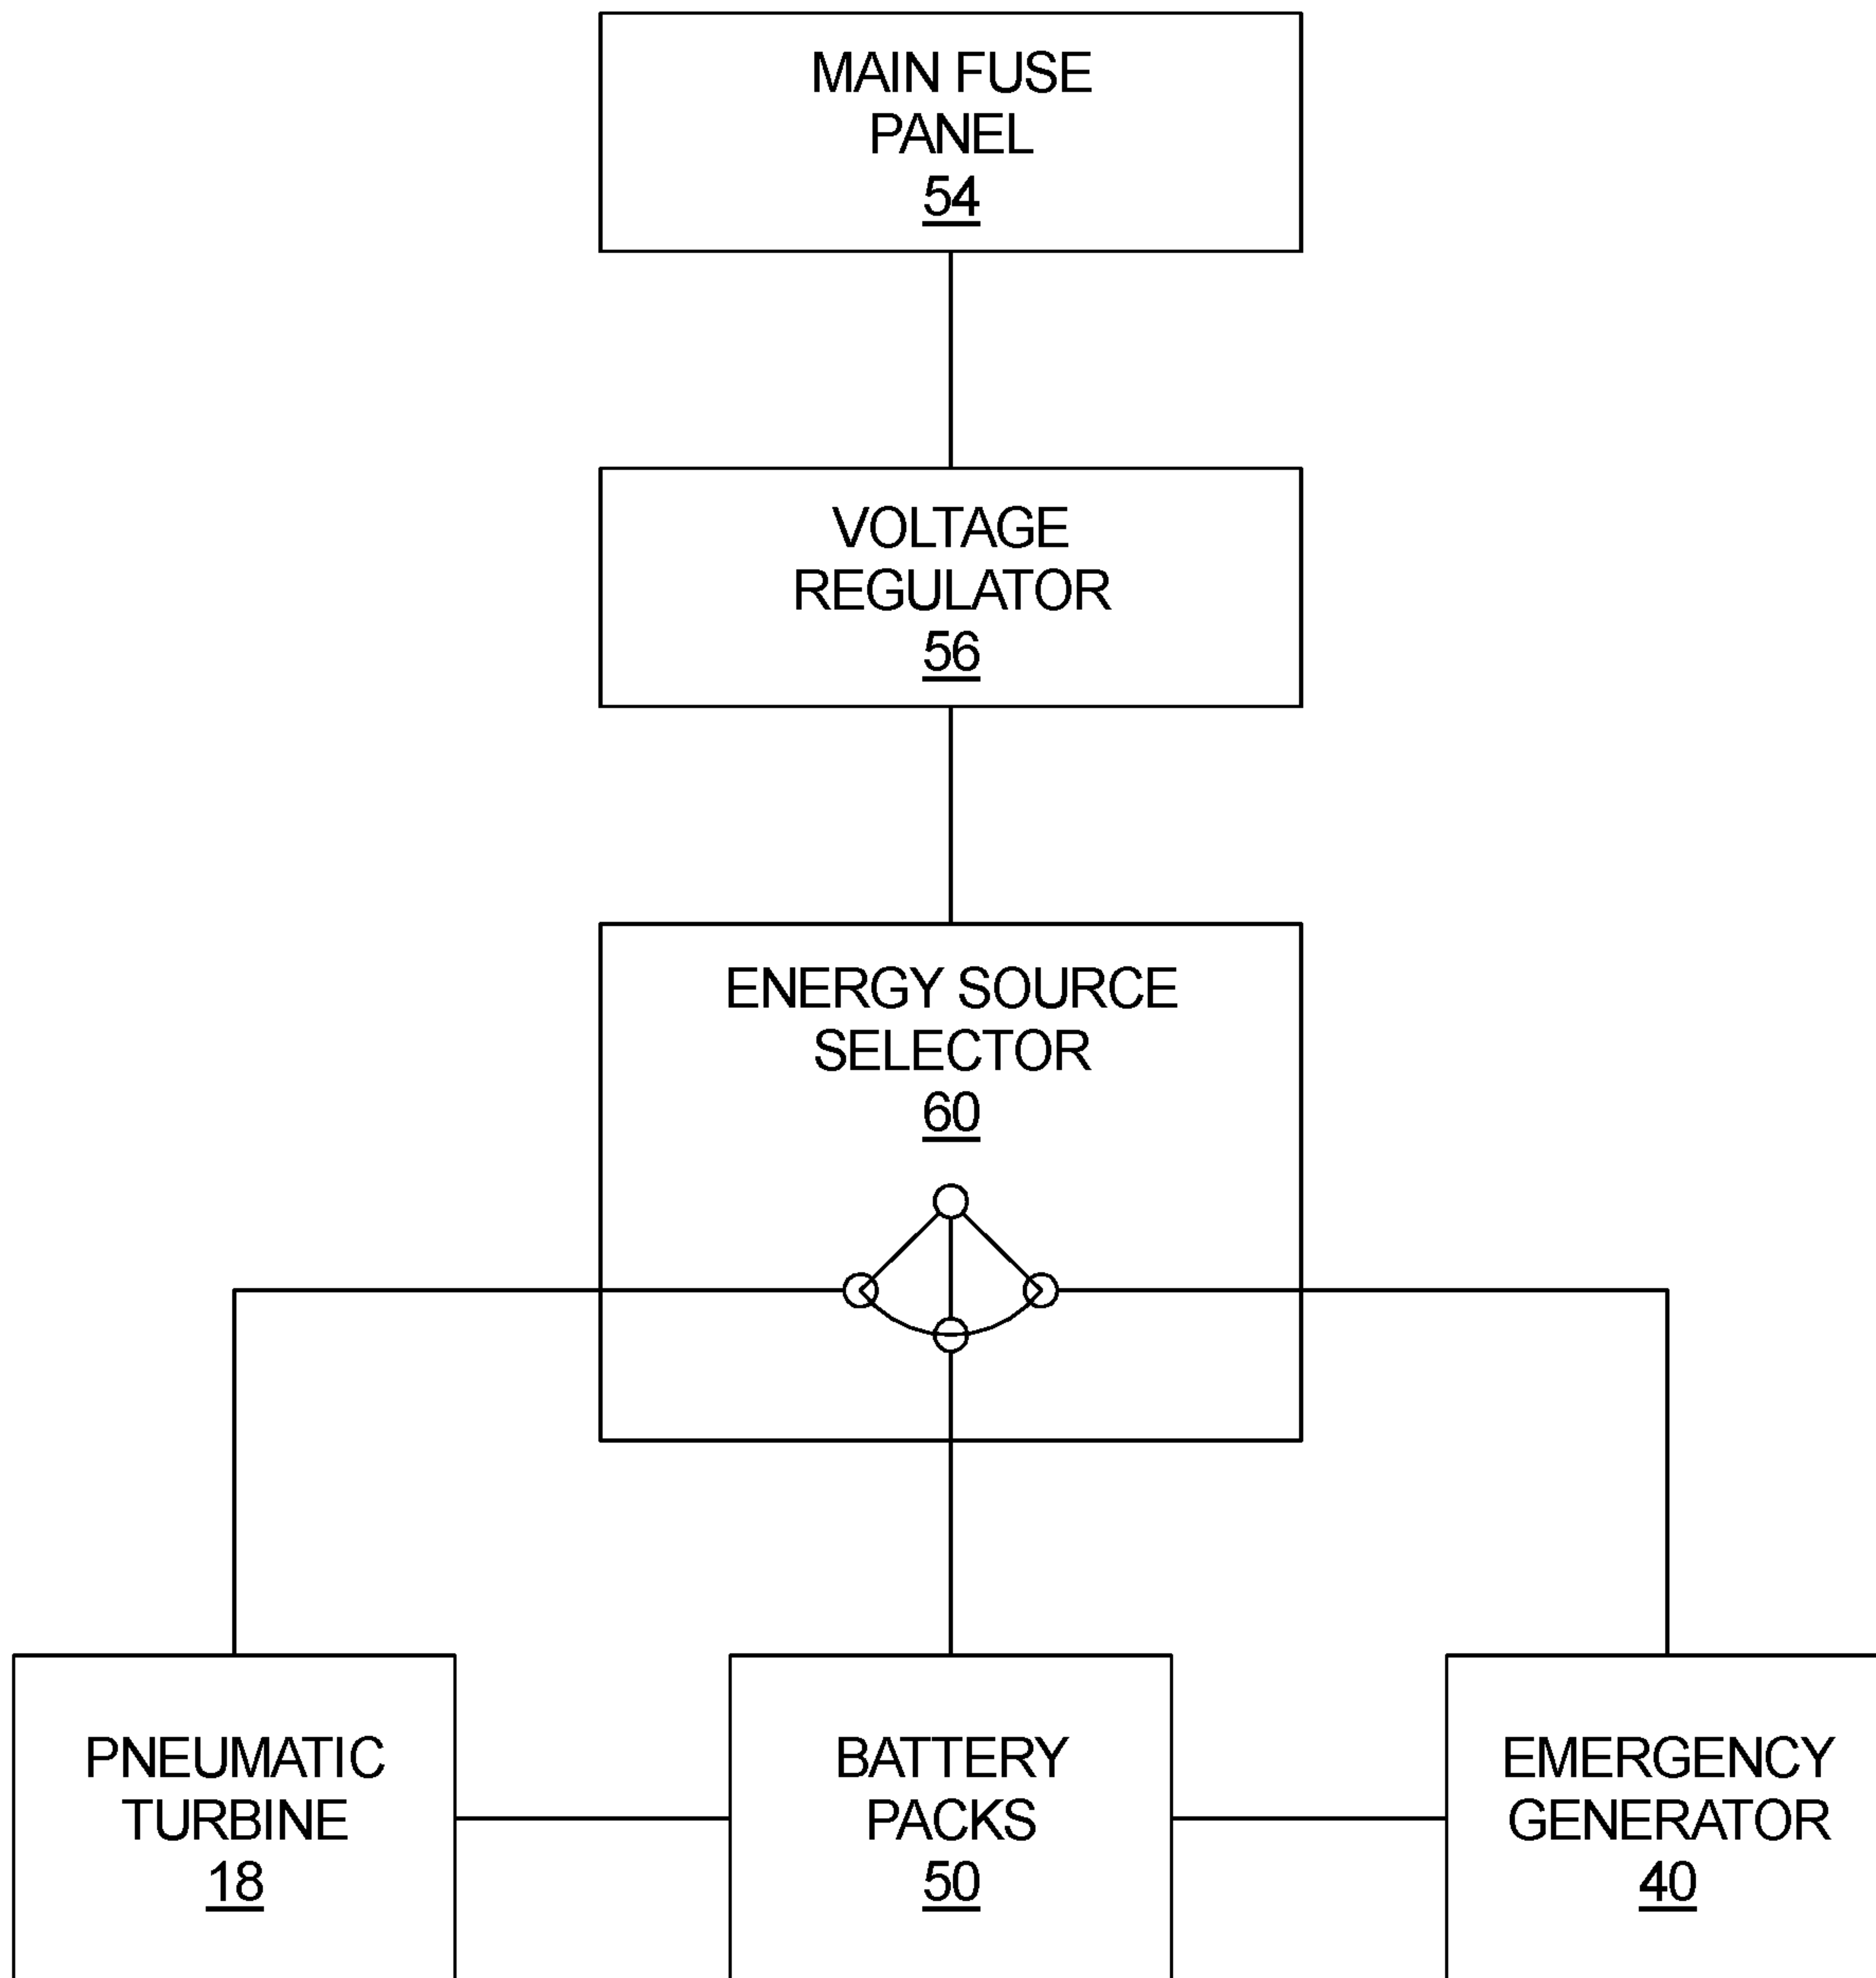 MAIN FUSE
PANEL
54
VOLTAGE
REGULATOR
56
ENERGY SOURCE
SELECTOR
60
PNEUMATIC
TURBINE
18
BATTERY
PACKS
50
EMERGENCY
GENERATOR
40